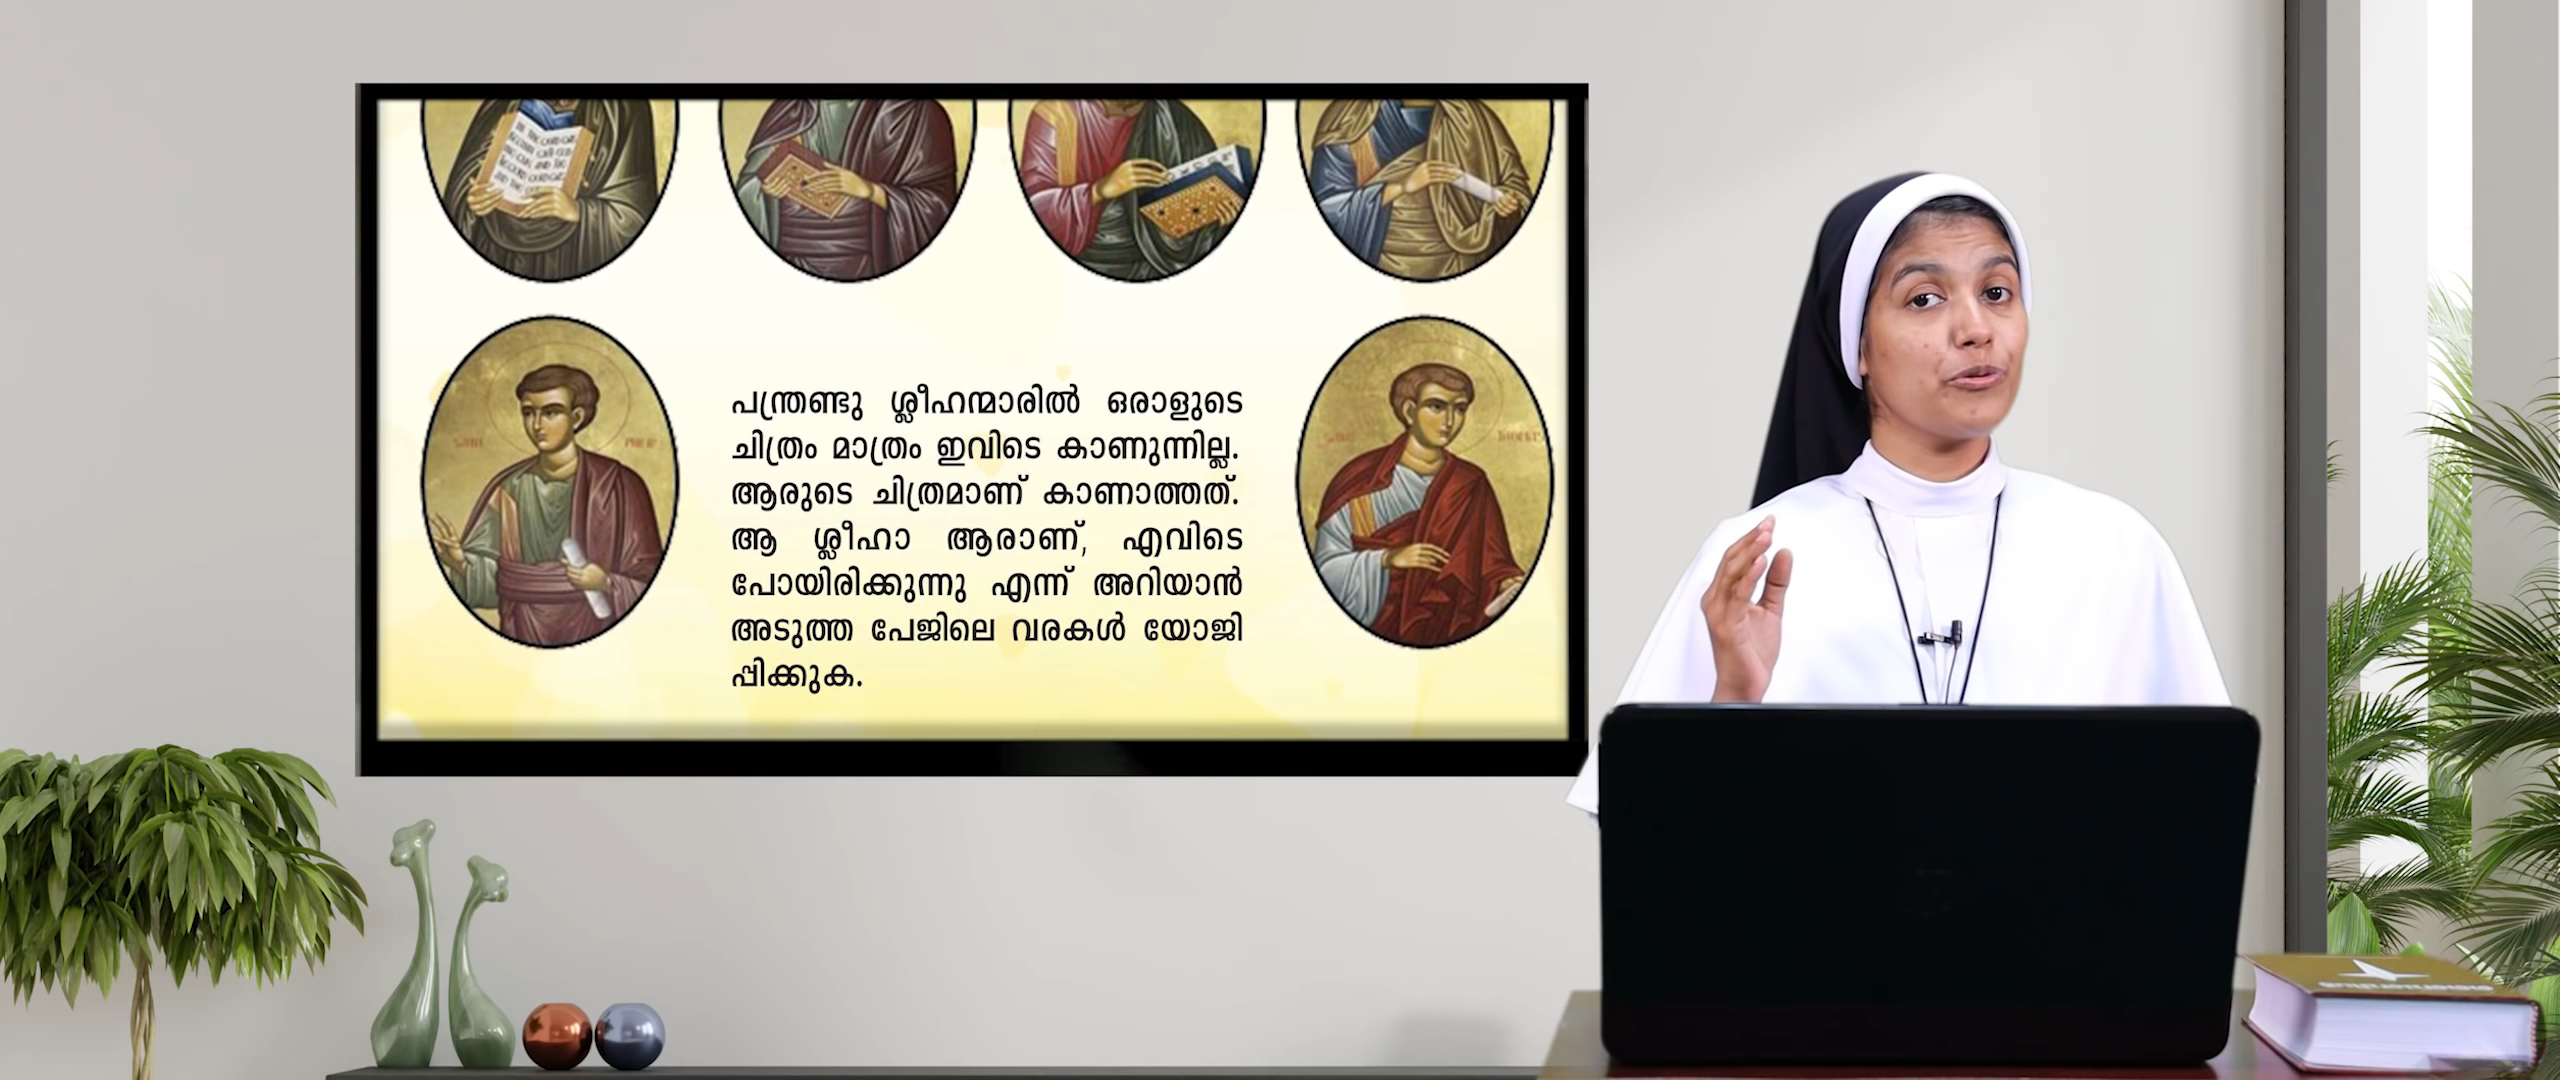 പന്ത്രണ്ടു ശ്ലീഹന്മാരിൽ ഒരാളുടെ
ചിത്രം മാത്രം ഇവിടെ കാണുന്നില്ല.
ആരുടെ ചിത്രമാണ് കാണാത്തത്.
ആ ശ്ലീഹാ ആരാണ്, എവിടെ
പോയിരിക്കുന്നു എന്ന് അറിയാൻ
അടുത്ത പേജിലെ വരകൾ യോജി
പ്പിക്കുക.